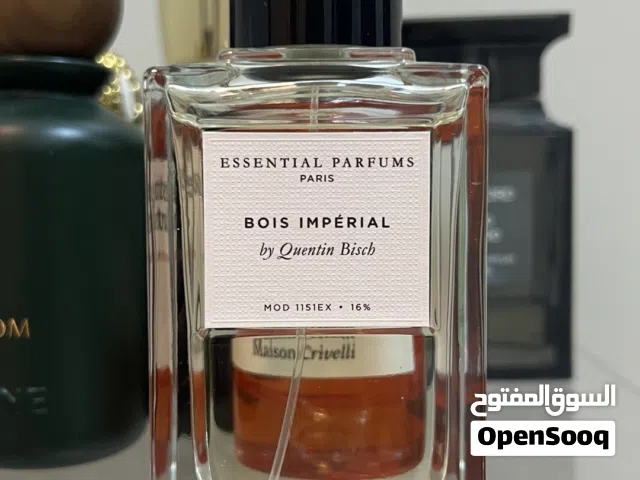 ESSENTIAL PARFUMS
PARIS
BOIS IMPÉRIAL
by Quentin Bisch
MOD 1151EX • 16%
Maison Crivelli
السوق المفتوح
OpenSooq